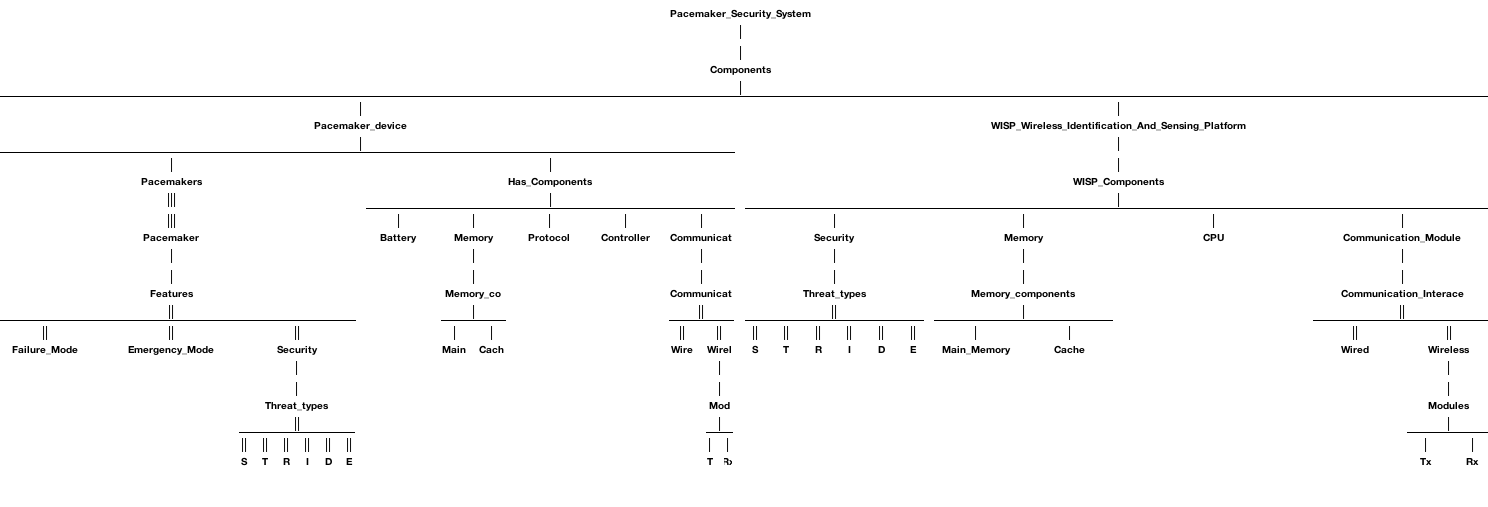 Pacemaker_Security_System
Components
Pacemaker_device WISP_Wireless_Identification_And_Sensing_Platform
Pacemakers Has_Components WISP_Components
Pacemaker Battery Memory Protocol Controller Communicat Security Memory CPU Communication_Module
Features Memory_co Communicat Threat_types Memory_components Communication_Interace
Failure_Mode Emergency_Mode Security Main Cach Wire Wirel S T R I D E Main_Memory Cache Wired Wireless
Threat_types Mod Modules
S T R I D E T Rx Tx Rx